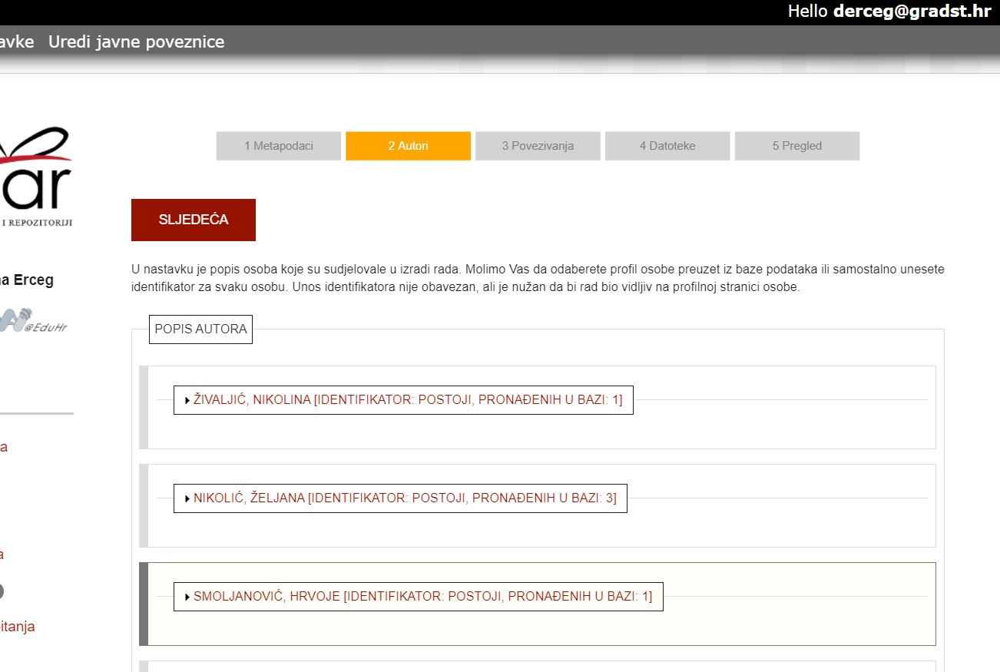 Hello derceg@gradst.hr
avke Uredi javne poveznice
1 Metapodaci 2 Autori 3 Povezivanja 4 Datoteke 5 Pregled
ar
I REPOZITORIJI
SLJEDEĆA
U nastavku je popis osoba koje su sudjelovale u izradi rada. Molimo Vas da odaberete profil osobe preuzet iz baze podataka ili samostalno unesete
identifikator za svaku osobu. Unos identifikatora nije obavezan, ali je nužan da bi rad bio vidljiv na profilnoj stranici osobe.
a Erceg
@EduHr
POPIS AUTORA
ŽIVALJIĆ, NIKOLINA [IDENTIFIKATOR: POSTOJI, PRONAĐENIH U BAZI: 1]
a
NIKOLIĆ, ŽELJANA [IDENTIFIKATOR: POSTOJI, PRONAĐENIH U BAZI: 3]
a
SMOLJANOVIĆ, HRVOJE [IDENTIFIKATOR: POSTOJI, PRONAĐENIH U BAZI: 1]
itanja